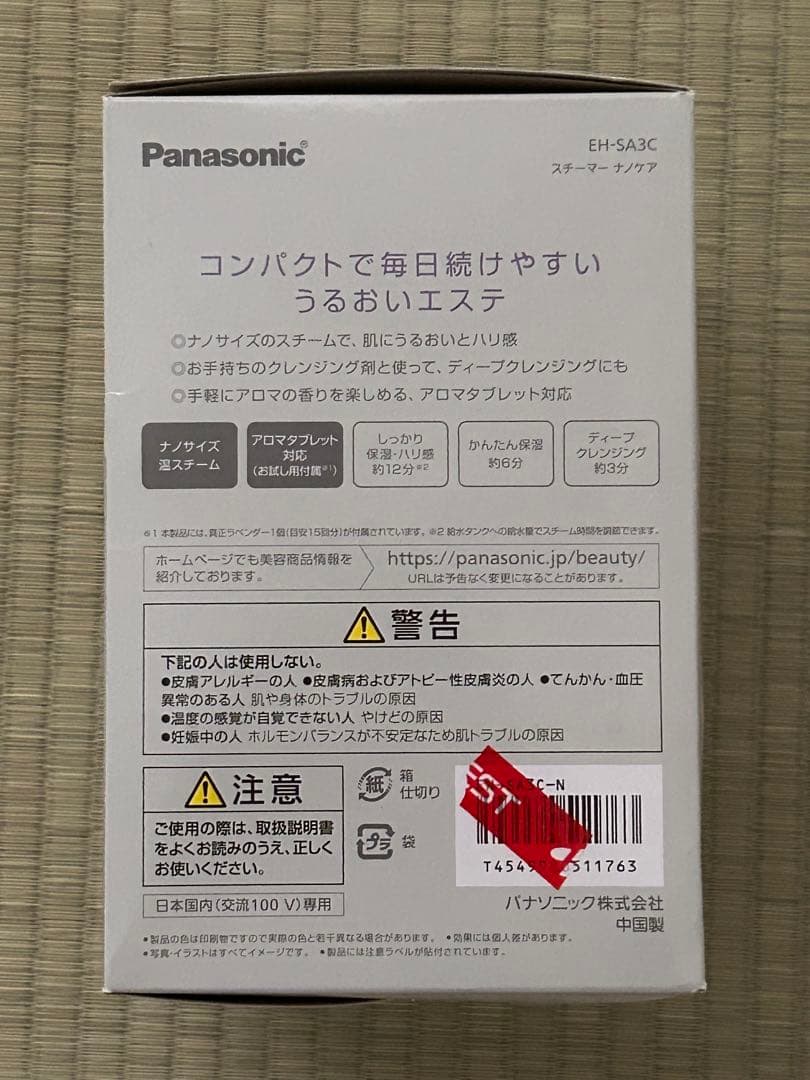 Panasonic®
EH-SA3C
スチーマー ナノケア
コンパクトで毎日続けやすい
うるおいエステ
◎ナノサイズのスチームで、肌にうるおいとハリ感
◎お手持ちのクレンジング剤と使って、ディープクレンジングにも
◎手軽にアロマの香りを楽しめる、アロマタブレット対応
ナノサイズ
温スチーム
アロマタブレット
対応
(お試し用付属※1)
しっかり
保湿・ハリ感
約12分※2
かんたん保湿
約6分
ディープ
クレンジング
約3分
※1 本製品には、真正ラベンダー1個(目安15回分)が付属されています。 ※2 給水タンクへの給水量でスチーム時間を調節できます。
ホームページでも美容商品情報を
紹介しております。
https://panasonic.jp/beauty/
URLは予告なく変更になることがあります。
警告
下記の人は使用しない。
●皮膚アレルギーの人 ●皮膚病およびアトピー性皮膚炎の人 ●てんかん・血圧
異常のある人 肌や身体のトラブルの原因
●温度の感覚が自覚できない人 やけどの原因
●妊娠中の人 ホルモンバランスが不安定なため肌トラブルの原因
注意
ご使用の際は、取扱説明書
をよくお読みのうえ、正しく
お使いください。
日本国内(交流100 V)専用
紙
箱
仕切り
プラ
袋
SA3C-N
EST
T4549 511763
パナソニック株式会社
中国製
●製品の色は印刷物ですので実際の色と若干異なる場合があります。 ●効果には個人差があります。
●写真・イラストはすべてイメージです。 ●製品には注意ラベルが貼付されています。